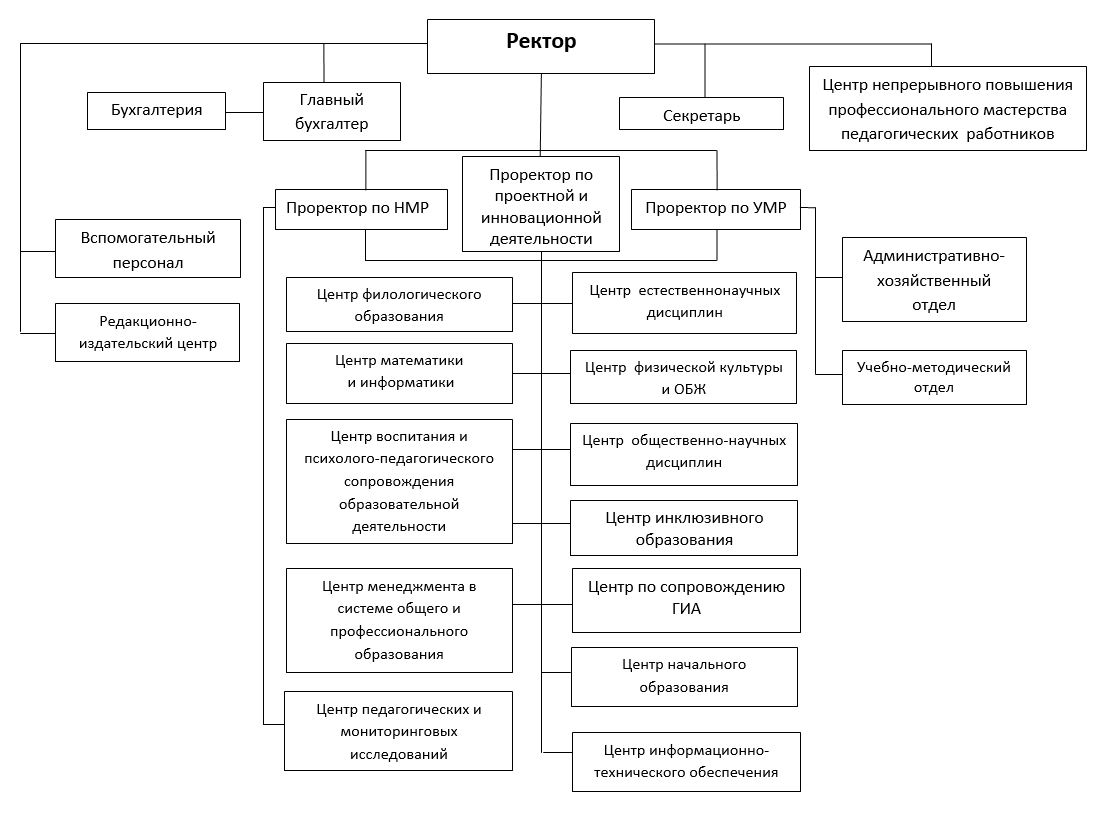 Ректор
Бухгалтерия
Главный
бухгалтер
Секретарь
Центр непрерывного повышения
профессионального мастерства
педагогических работников
Проректор по НМР
Проректор по
проектной и
инновационной
деятельности
Проректор по УМР
Вспомогательный
персонал
Редакционно-
издательский центр
Административно-
хозяйственный
отдел
Учебно-методический
отдел
Центр филологического
образования
Центр естественнонаучных
дисциплин
Центр математики
и информатики
Центр физической культуры
и ОБЖ
Центр воспитания и
психолого-педагогического
сопровождения
образовательной
деятельности
Центр общественно-научных
дисциплин
Центр инклюзивного
образования
Центр менеджмента в
системе общего и
профессионального
образования
Центр по сопровождению
ГИА
Центр начального
образования
Центр педагогических и
мониторинговых
исследований
Центр информационно-
технического обеспечения